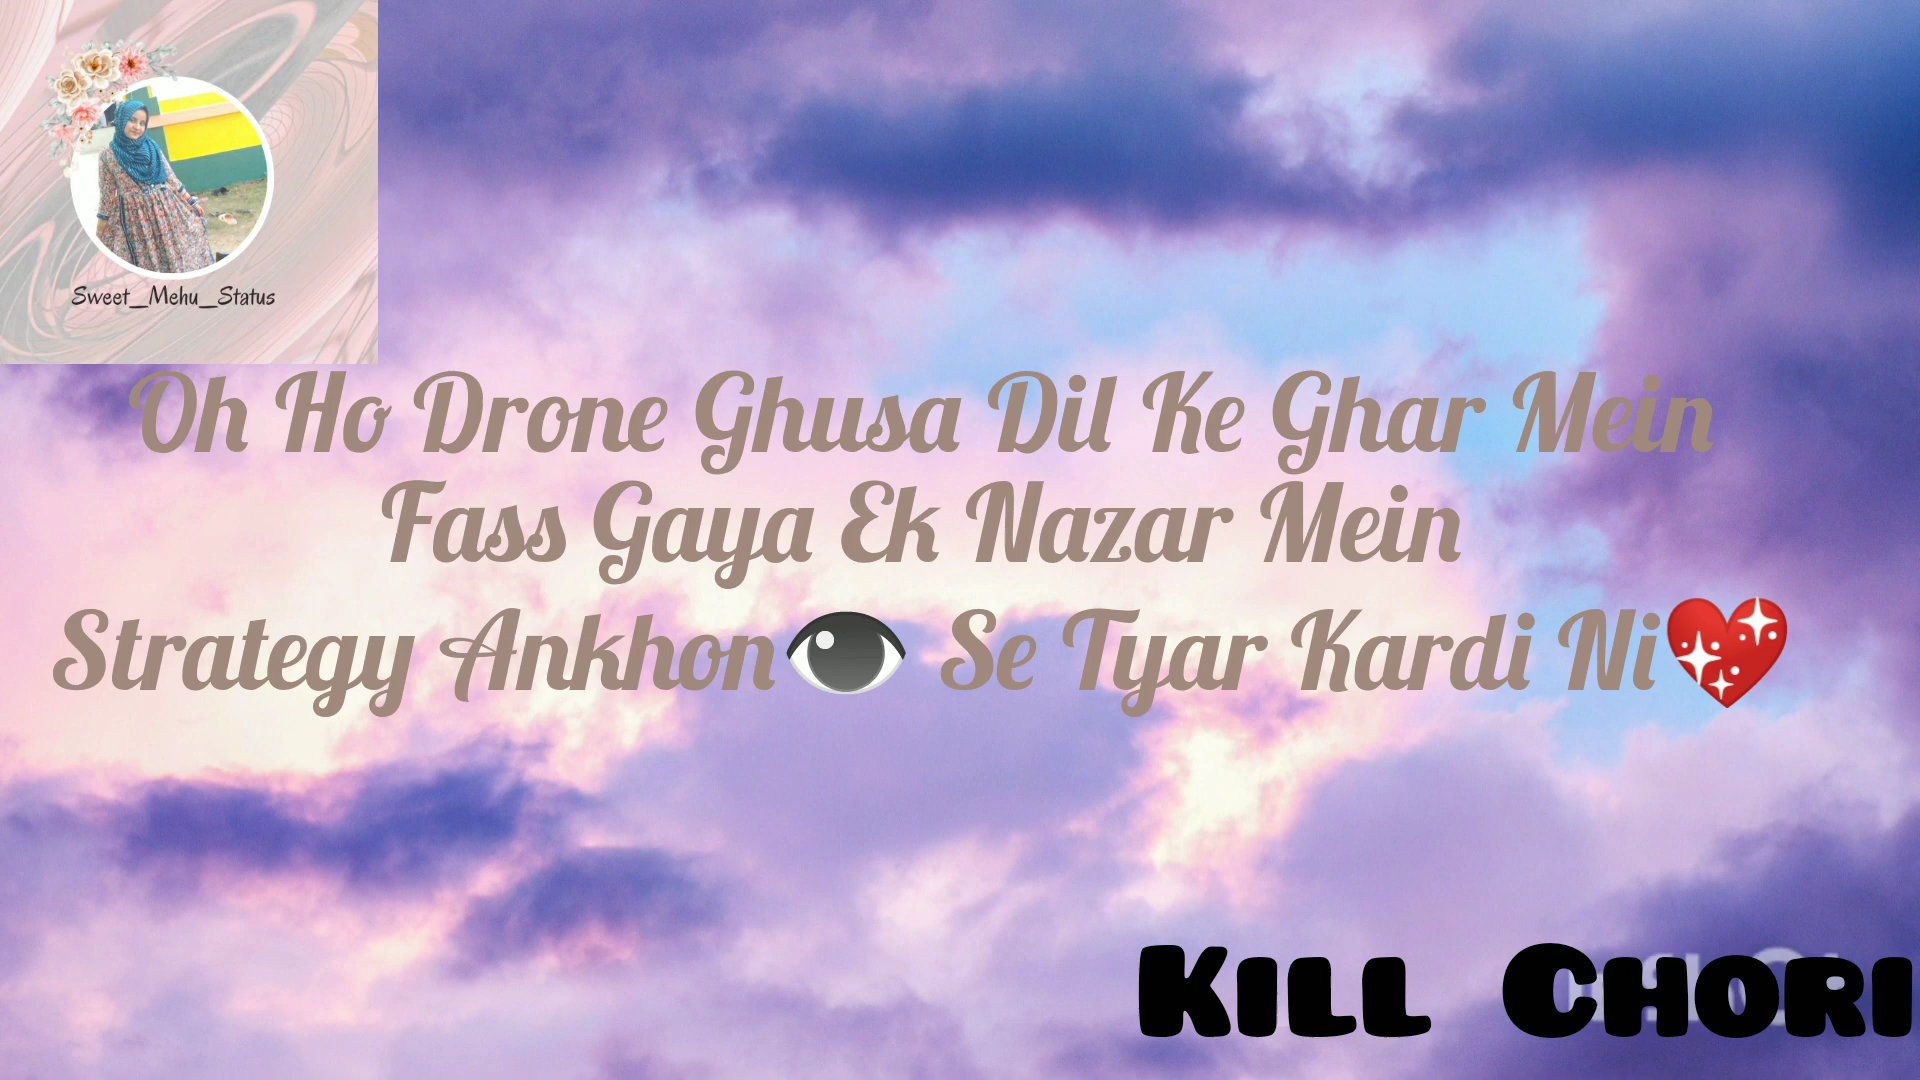 Sweet_Mehu_Status
Oh Ho Drone Ghusa Dil Ke Ghar Mein
Fass Gaya Ek Nazar Mein
Strategy Ankhon👁 Se Tyar Kardi Ni💖
Kill Chori